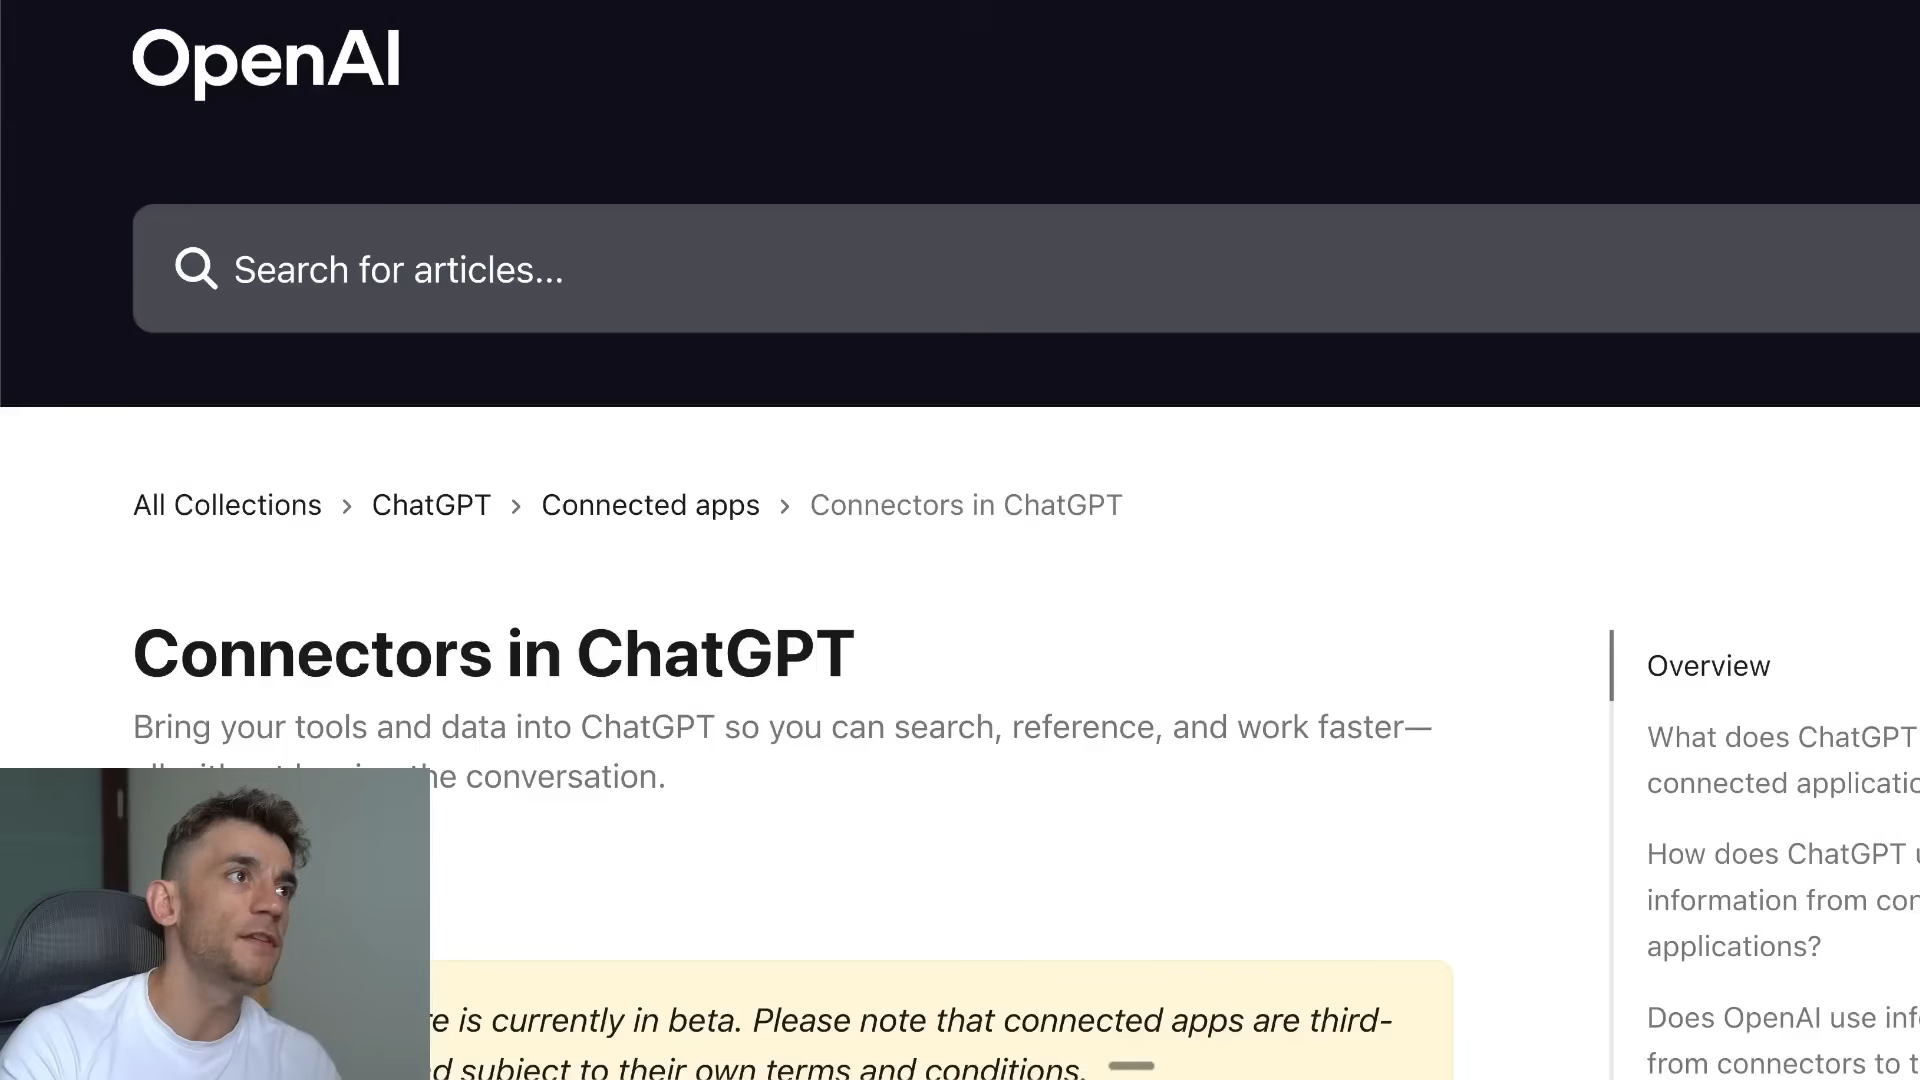 OpenAI
Search for articles...
All Collections > ChatGPT > Connected apps > Connectors in ChatGPT
Connectors in ChatGPT
Bring your tools and data into ChatGPT so you can search, reference, and work faster—
the conversation.
is currently in beta. Please note that connected apps are third-
subject to their own terms and conditions.
Overview
What does ChatGPT
connected
How does ChatGPT
information from
applications?
Does OpenAI use
from connectors to